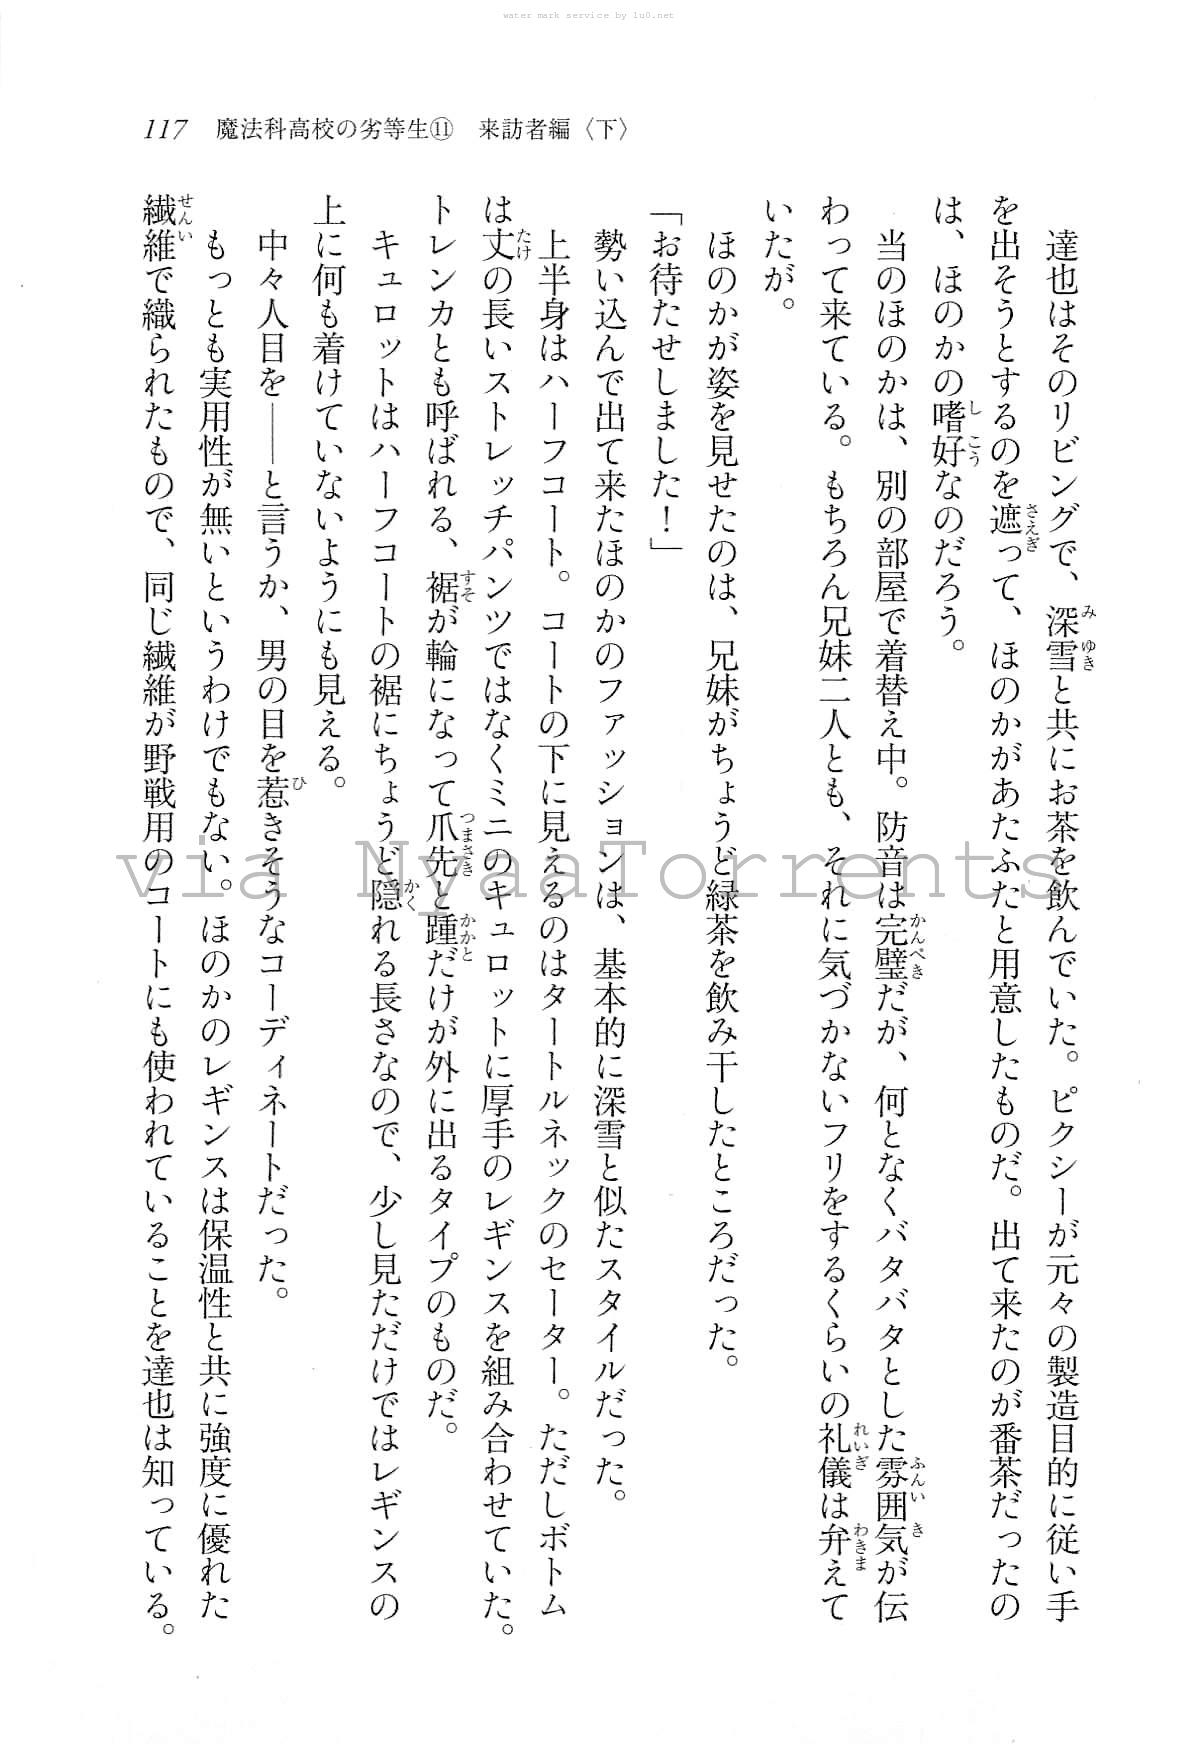 water mark service by lu0.net
117　魔法科高校の劣等生⑪　来訪者編〈下〉
　達也はそのリビングで、深雪と共にお茶を飲んでいた。ピクシーが元々の製造目的に従い手
を出そうとするのを遮って、ほのかがあたふたと用意したものだ。出て来たのが番茶だったの
は、ほのかの嗜好なのだろう。
　当のほのかは、別の部屋で着替え中。防音は完璧だが、何となくバタバタとした雰囲気が伝
わって来ている。もちろん兄妹二人とも、それに気づかないフリをするくらいの礼儀は弁えて
いたが。
　ほのかが姿を見せたのは、兄妹がちょうど緑茶を飲み干したところだった。
「お待たせしました！」
　勢い込んで出て来たほのかのファッションは、基本的に深雪と似たスタイルだった。
　上半身はハーフコート。コートの下に見えるのはタートルネックのセーター。ただしボトム
は丈の長いストレッチパンツではなくミニのキュロットに厚手のレギンスを組み合わせていた。
トレンカとも呼ばれる、裾が輪になって爪先と踵だけが外に出るタイプのものだ。
　キュロットはハーフコートの裾にちょうど隠れる長さなので、少し見ただけではレギンスの
上に何も着けていないようにも見える。
　中々人目を――と言うか、男の目を惹きそうなコーディネートだった。
　もっとも実用性が無いというわけでもない。ほのかのレギンスは保温性と共に強度に優れた
繊維で織られたもので、同じ繊維が野戦用のコートにも使われていることを達也は知っている。
via NyaaTorrents